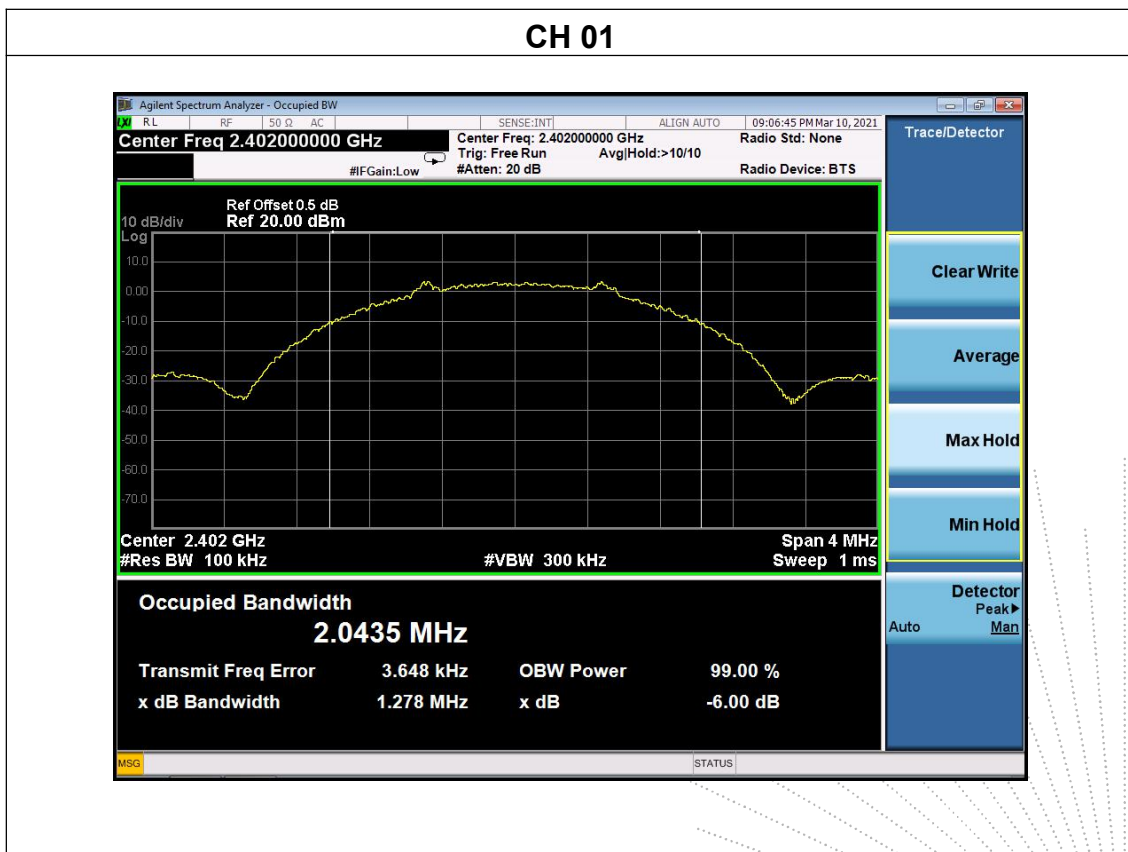 CH 01
Agilent Spectrum Analyzer - Occupied BW
LXI RL RF 50 Ω AC SENSE:INT ALIGN AUTO 09:06:45 PM Mar 10, 2021
Center Freq 2.402000000 GHz
Center Freq: 2.402000000 GHz Radio Std: None
Trig: Free Run Avg|Hold:>10/10
#IFGain:Low #Atten: 20 dB Radio Device: BTS
Ref Offset 0.5 dB
10 dB/div Ref 20.00 dBm
Log
10.0
0.00
-10.0
-20.0
-30.0
-40.0
-50.0
-60.0
-70.0
Center 2.402 GHz Span 4 MHz
#Res BW 100 kHz #VBW 300 kHz Sweep 1 ms
Occupied Bandwidth
2.0435 MHz
Transmit Freq Error 3.648 kHz OBW Power 99.00 %
x dB Bandwidth 1.278 MHz x dB -6.00 dB
MSG STATUS
Trace/Detector
Clear Write
Average
Max Hold
Min Hold
Detector
Peak▶
Auto Man